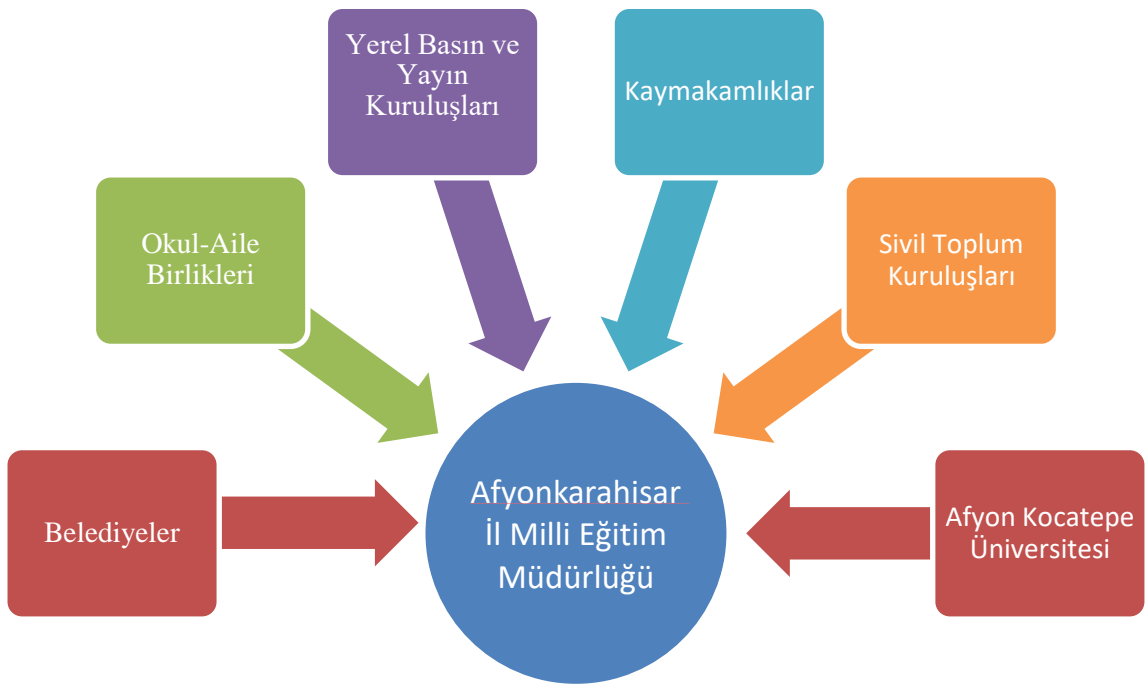 Yerel Basın ve
Yayın
Kuruluşları
Kaymakamlıklar
Okul-Aile
Birlikleri
Sivil Toplum
Kuruluşları
Belediyeler
Afyonkarahisar
İl Milli Eğitim
Müdürlüğü
Afyon Kocatepe
Üniversitesi